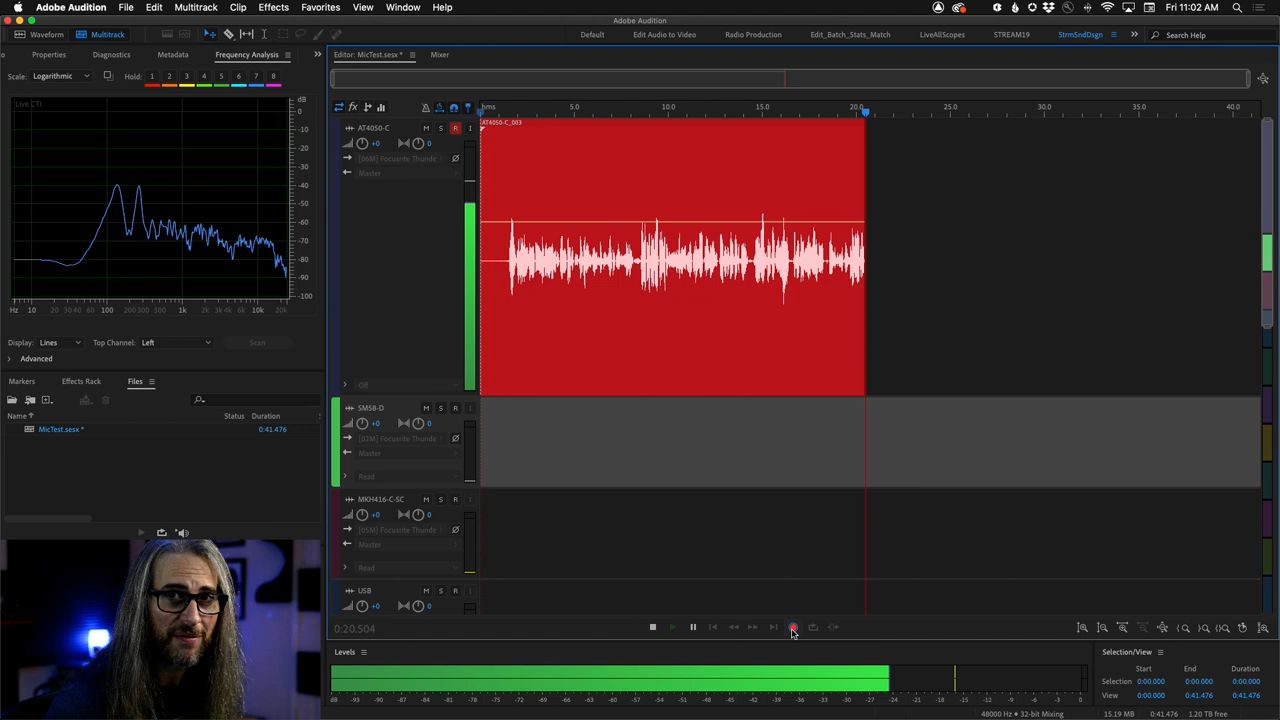 Adobe Audition File Edit Multitrack Clip Effects Favorites View Window Help Fri 11:02 AM
Adobe Audition
Waveform Multitrack Default Edit Audio to Video Radio Production Edit_Batch_Stats_Match LiveAllScopes STREAM19 StrmSndDsgn Search Help
Properties Diagnostics Metadata Frequency Analysis
Editor: MicTest.sesx * Mixer
Scale: Logarithmic Hold: 1 2 3 4 5 6 7 8
Live CTI dB
0
-10
-20
-30
-40
-50
-60
-70
-80
-90
-100
Hz 10 20 30 40 100 200 300 1k 2k 3k 4k 6k 10k 20k
Display: Lines Top Channel: Left Scan
Advanced
Markers Effects Rack Files
Name Status Duration
MicTest.sesx * 0:41.476
hms 5.0 10.0 15.0 20.0 25.0 30.0 35.0 40.0
AT4050-C M S R I
AT4050-C_003
+0 0
[06M] Focusrite Thunde
Master
Off
SM58-D M S R I
+0 0
[02M] Focusrite Thunde
Master
Read
MKH416-C-SC M S R I
+0 0
[05M] Focusrite Thunde
Master
Read
USB M S R I
+0 0
0:20.504
Levels
dB -93 -90 -87 -84 -81 -78 -75 -72 -69 -66 -63 -60 -57 -54 -51 -48 -45 -42 -39 -36 -33 -30 -27 -24 -21 -18 -15 -12 -9 -6 -3 0
Selection/View
Start End Duration
Selection 0:00.000 0:00.000 0:00.000
View 0:00.000 0:41.476 0:41.476
48000 Hz • 32-bit Mixing 15.19 MB 0:41.476 1.20 TB free